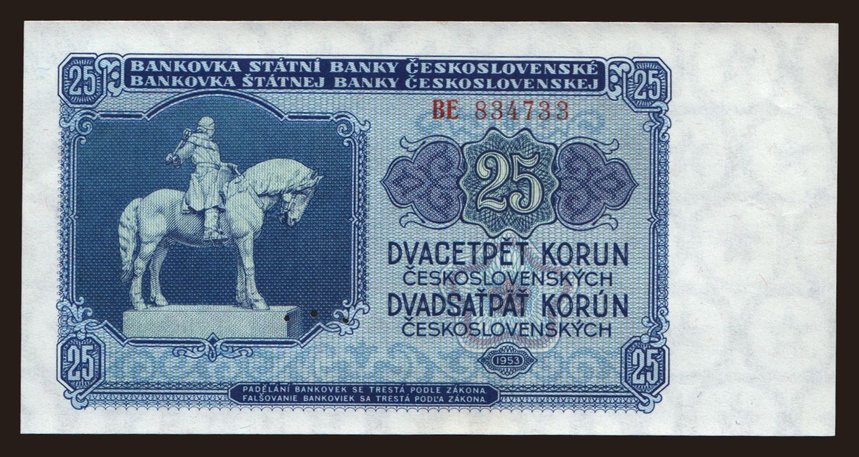 25 BANKOVKA STÁTNÍ BANKY ČESKOSLOVENSKÉ 25
BANKOVKA ŠTÁTNEJ BANKY ČESKOSLOVENSKEJ
BE 834733
25
DVACETPĚT KORUN
ČESKOSLOVENSKÝCH
DVADSAŤPÄŤ KORÚN
ČESKOSLOVENSKÝCH
1953
25 25
PADĚLÁNÍ BANKOVEK SE TRESTÁ PODLE ZÁKONA.
FALŠOVANIE BANKOVIEK SA TRESTÁ PODĽA ZÁKONA.